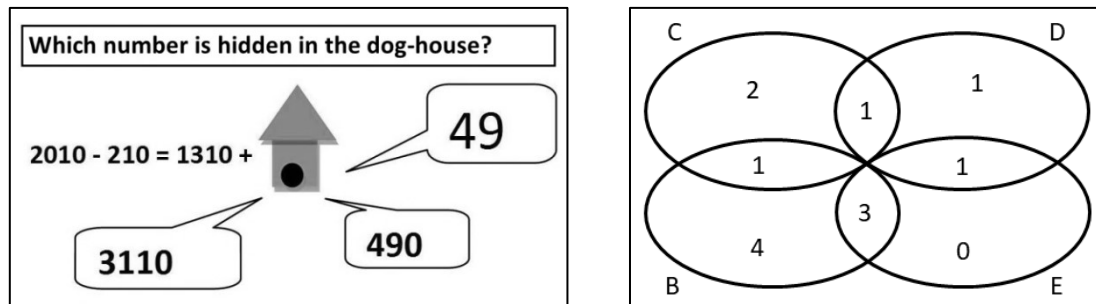 Which number is hidden in the dog-house?
49
2010 - 210 = 1310 +
3110
490
C
D
2
1
1
1
1
3
4
0
B
E